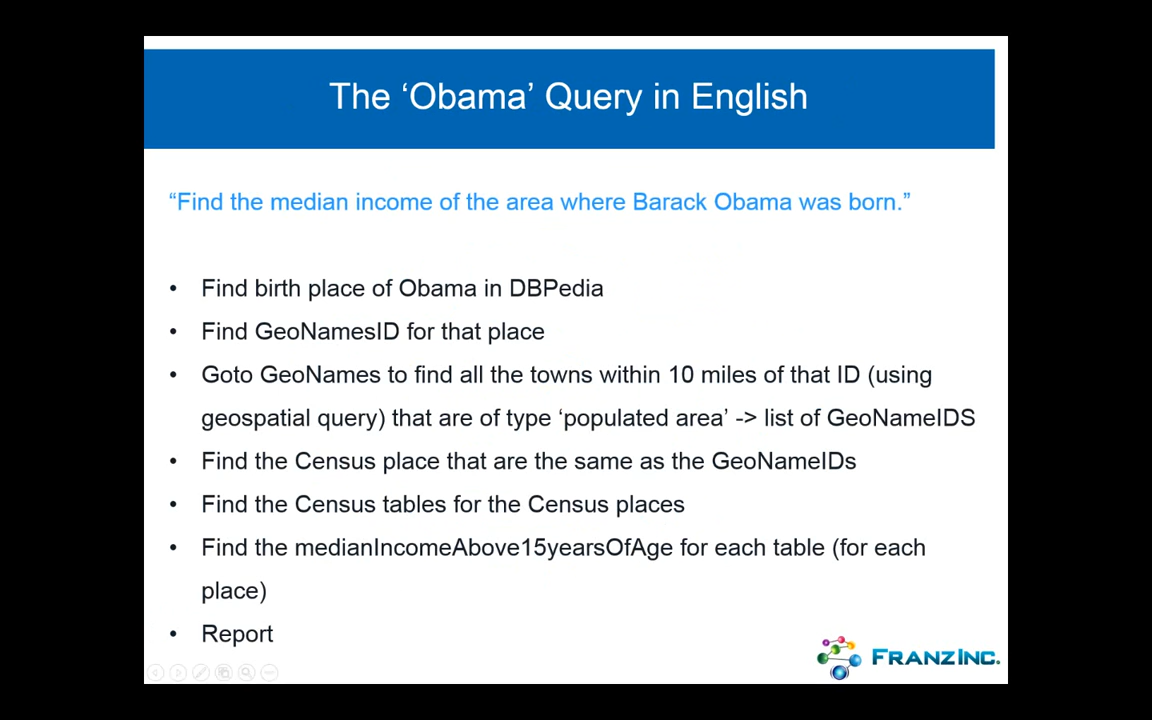 The ‘Obama’ Query in English
“Find the median income of the area where Barack Obama was born.”
• Find birth place of Obama in DBPedia
• Find GeoNamesID for that place
• Goto GeoNames to find all the towns within 10 miles of that ID (using
geospatial query) that are of type ‘populated area’ -> list of GeoNameIDS
• Find the Census place that are the same as the GeoNameIDs
• Find the Census tables for the Census places
• Find the medianIncomeAbove15yearsOfAge for each table (for each
place)
• Report
FRANZ INC.